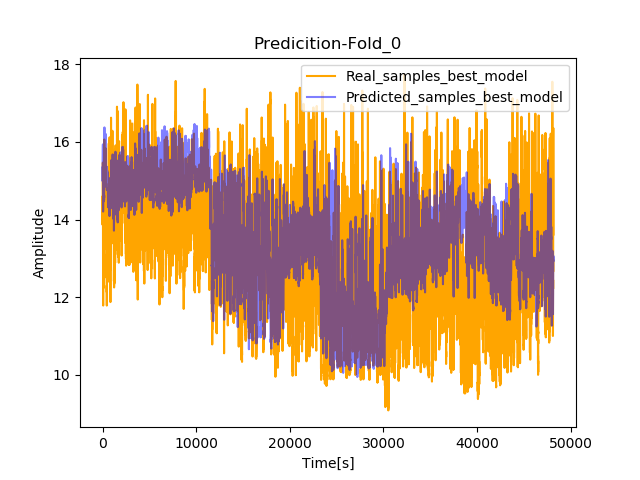 Predicition-Fold_0
Real_samples_best_model
Predicted_samples_best_model
18
16
14
12
10
Amplitude
0
10000
20000
30000
40000
50000
Time[s]